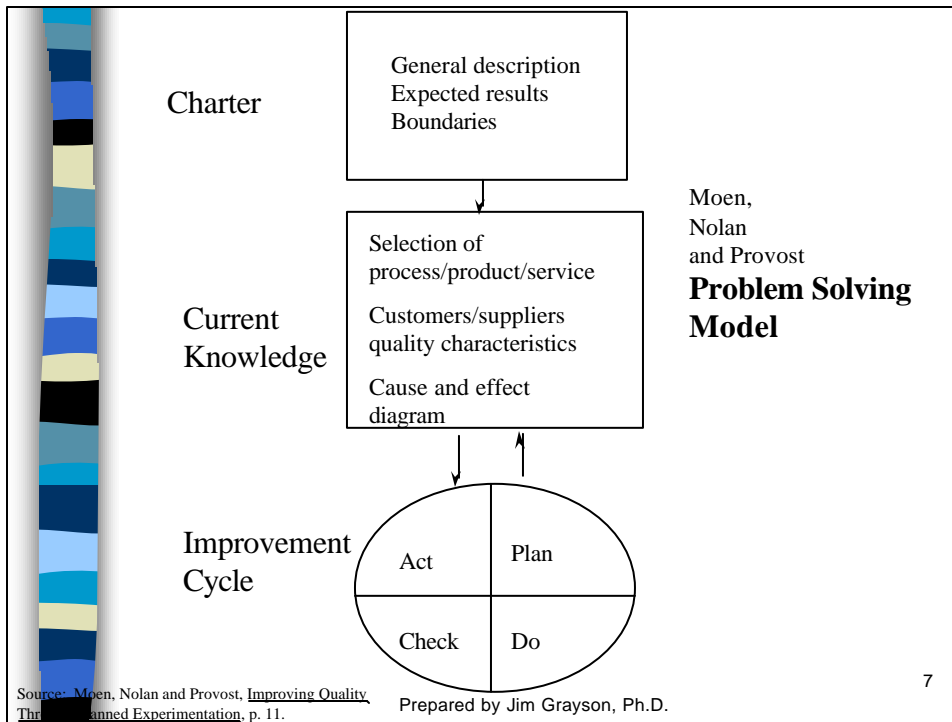 Charter
General description
Expected results
Boundaries
Current
Knowledge
Selection of
process/product/service
Customers/suppliers
quality characteristics
Cause and effect
diagram
Moen,
Nolan
and Provost
Problem Solving
Model
Improvement
Cycle
Act
Plan
Check
Do
Source: Moen, Nolan and Provost, Improving Quality
Planned Experimentation, p. 11.
Prepared by Jim Grayson, Ph.D.
7